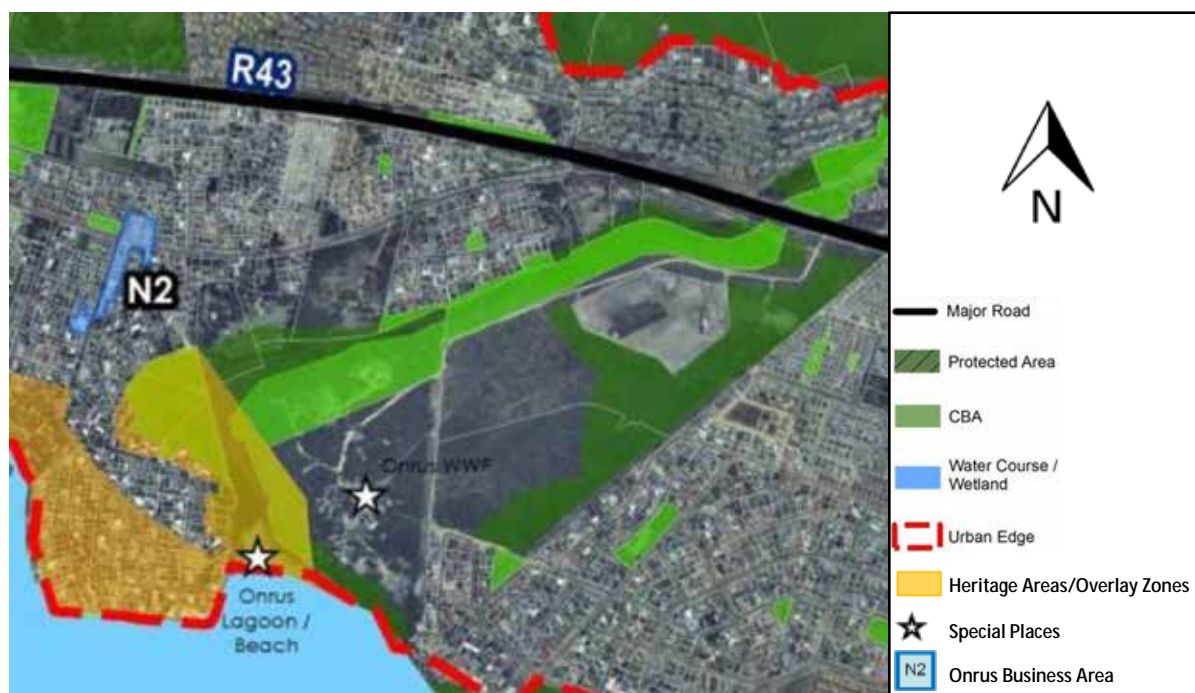 R43
N2
Onrus WWF
Onrus
Lagoon /
Beach
N
Major Road
Protected Area
CBA
Water Course /
Wetland
Urban Edge
Heritage Areas/Overlay Zones
Special Places
N2
Onrus Business Area